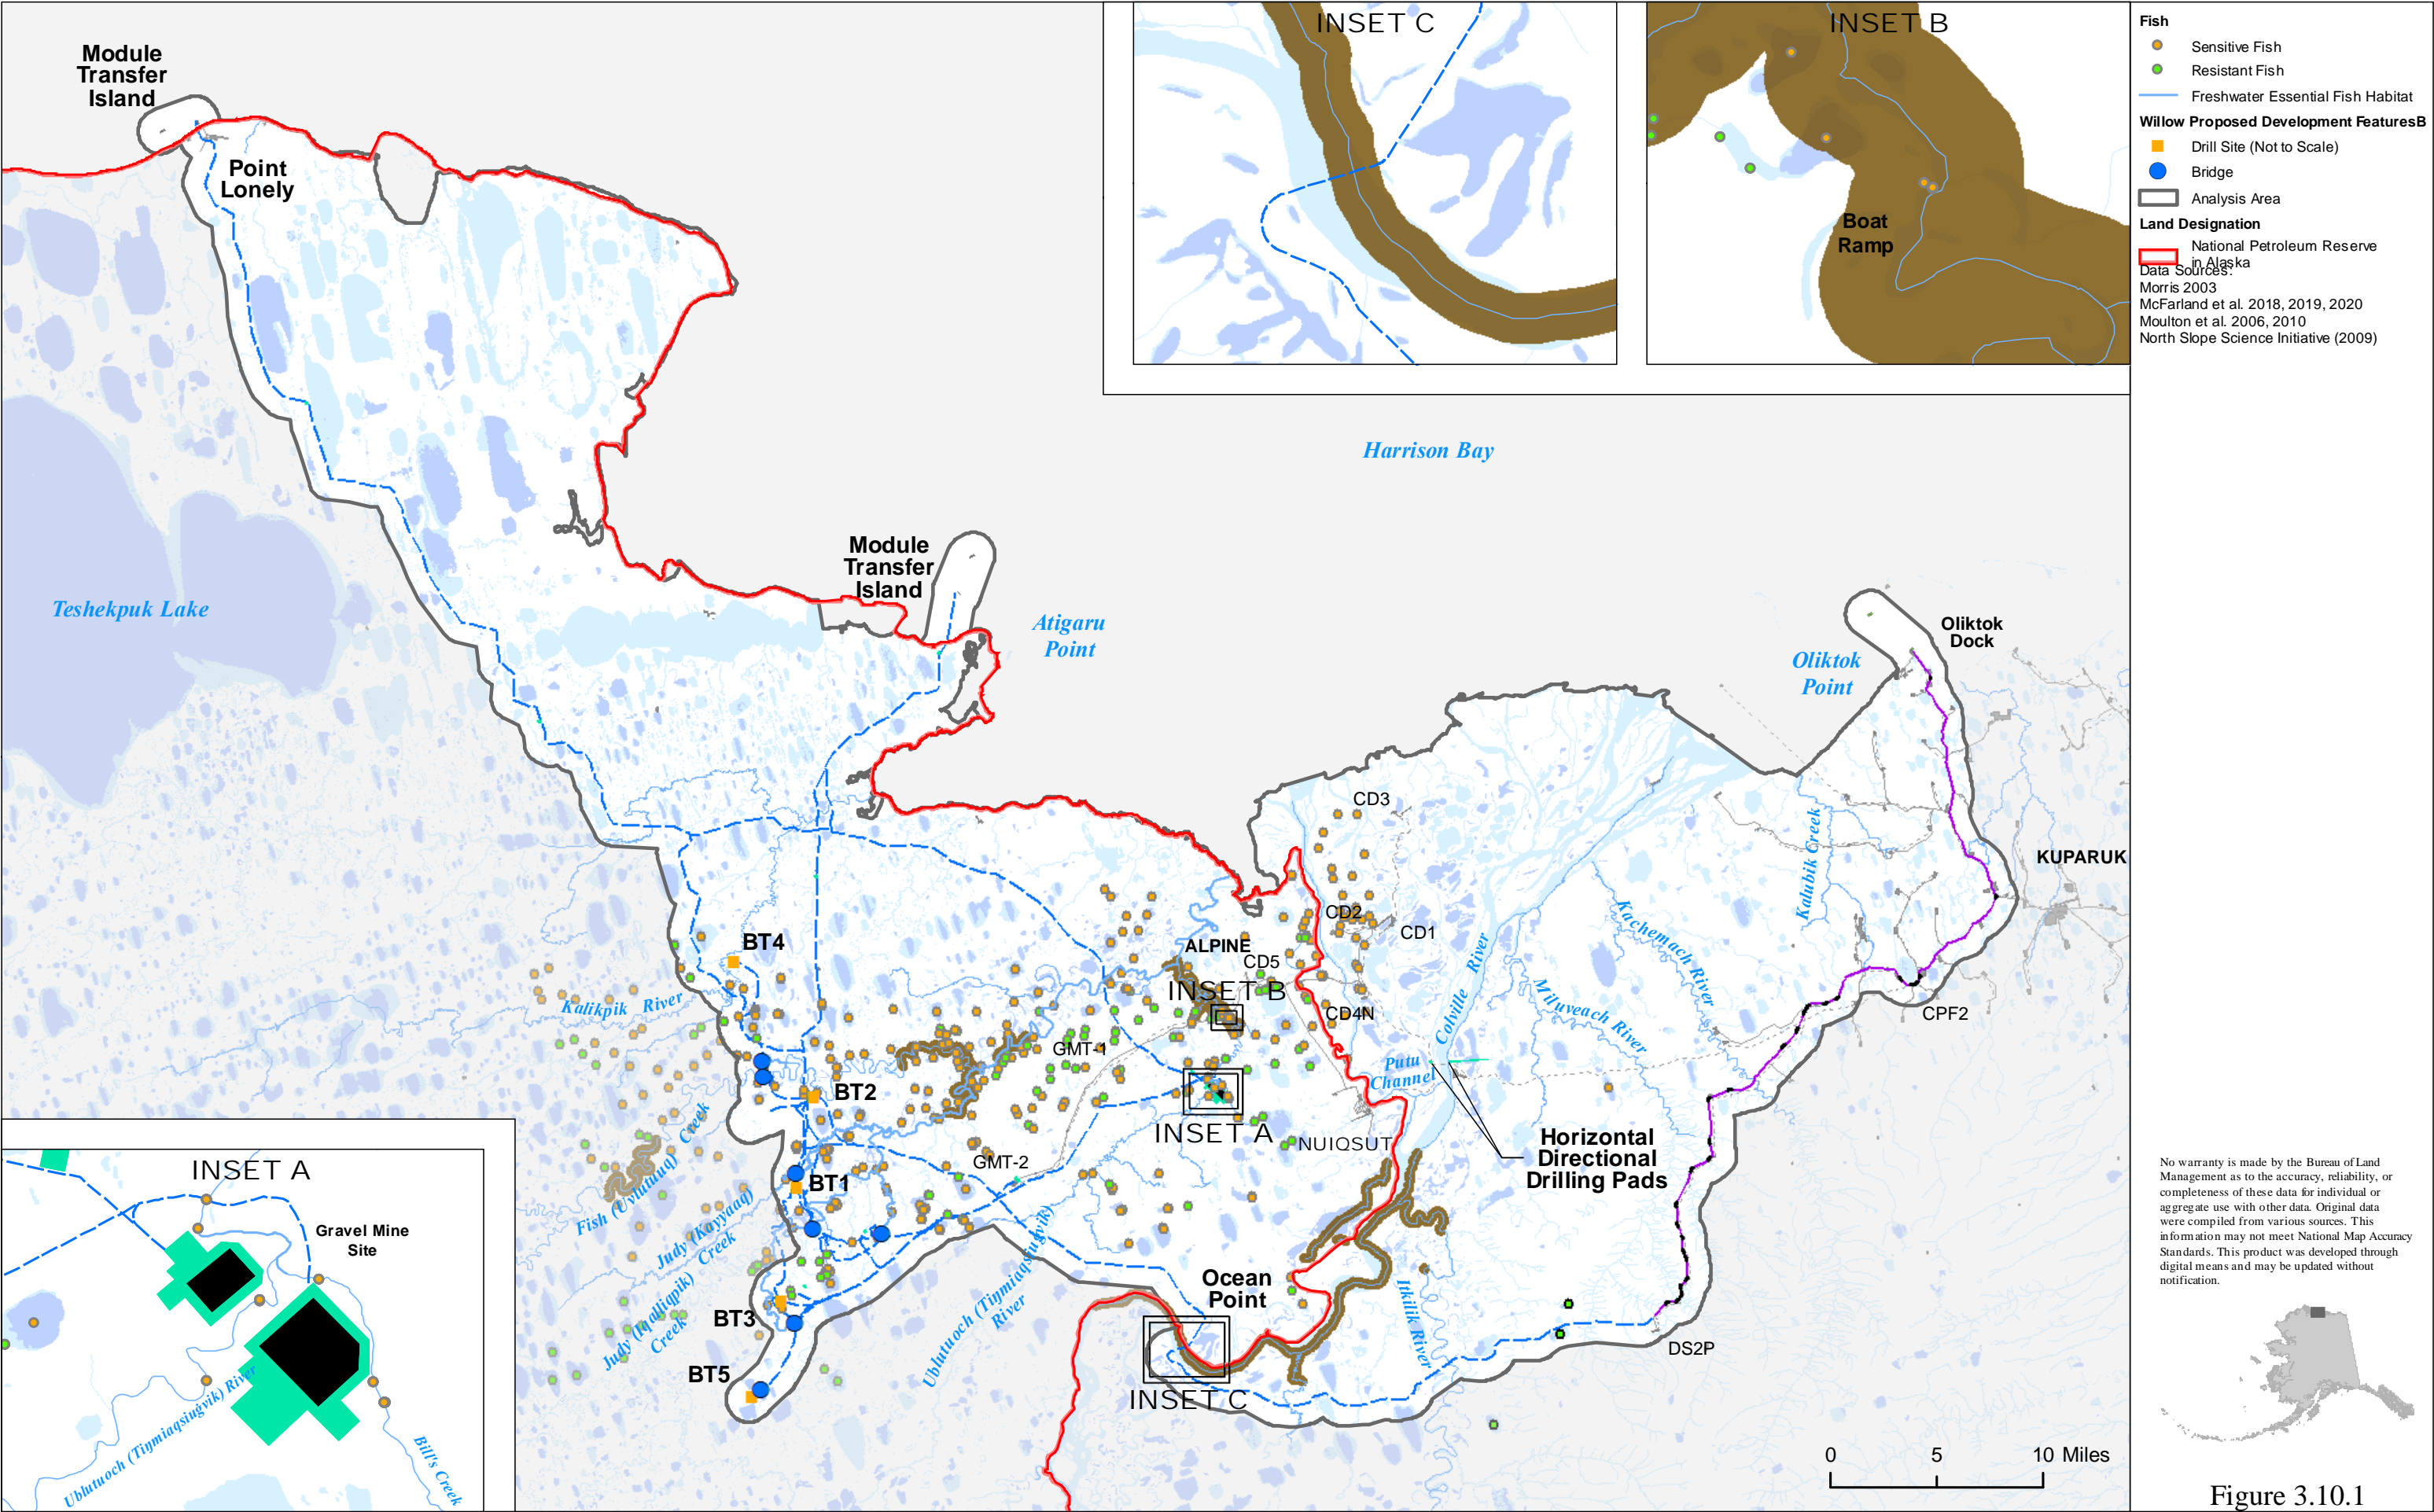 Module
Transfer
Island
Point
Lonely
INSET C
INSET B
Boat
Ramp
Fish
Sensitive Fish
Resistant Fish
Freshwater Essential Fish Habitat
Willow Proposed Development FeaturesB
Drill Site (Not to Scale)
Bridge
Analysis Area
Land Designation
National Petroleum Reserve
in Alaska
Data Sources:
Morris 2003
McFarland et al. 2018, 2019, 2020
Moulton et al. 2006, 2010
North Slope Science Initiative (2009)
Harrison Bay
Teshekpuk Lake
Module
Transfer
Island
Atigaru
Point
Oliktok
Point
Oliktok
Dock
KUPARUK
Kalubik Creek
Kachemach River
Miluveach River
Colville River
CD3
CD2
CD1
ALPINE
CD5
INSET B
CD4N
CPF2
BT4
Kalikpik River
GMT-1
Putu
Channel
BT2
INSET A
NUIQSUT
Horizontal
Directional
Drilling Pads
GMT-2
BT1
Fish (Uvlutuuq) Creek
Judy (Kayyaaq)
Creek
Judy (Iqalliqpik)
Creek
Ublutuoch (Tiŋmiaqsiuġvik)
River
Ocean
Point
Itkilik River
BT3
BT5
DS2P
INSET C
INSET A
Gravel Mine
Site
Ublutuoch (Tiŋmiaqsiuġvik) River
Bill's Creek
0 5 10 Miles
No warranty is made by the Bureau of Land
Management as to the accuracy, reliability, or
completeness of these data for individual or
aggregate use with other data. Original data
were compiled from various sources. This
information may not meet National Map Accuracy
Standards. This product was developed through
digital means and may be updated without
notification.
Figure 3.10.1